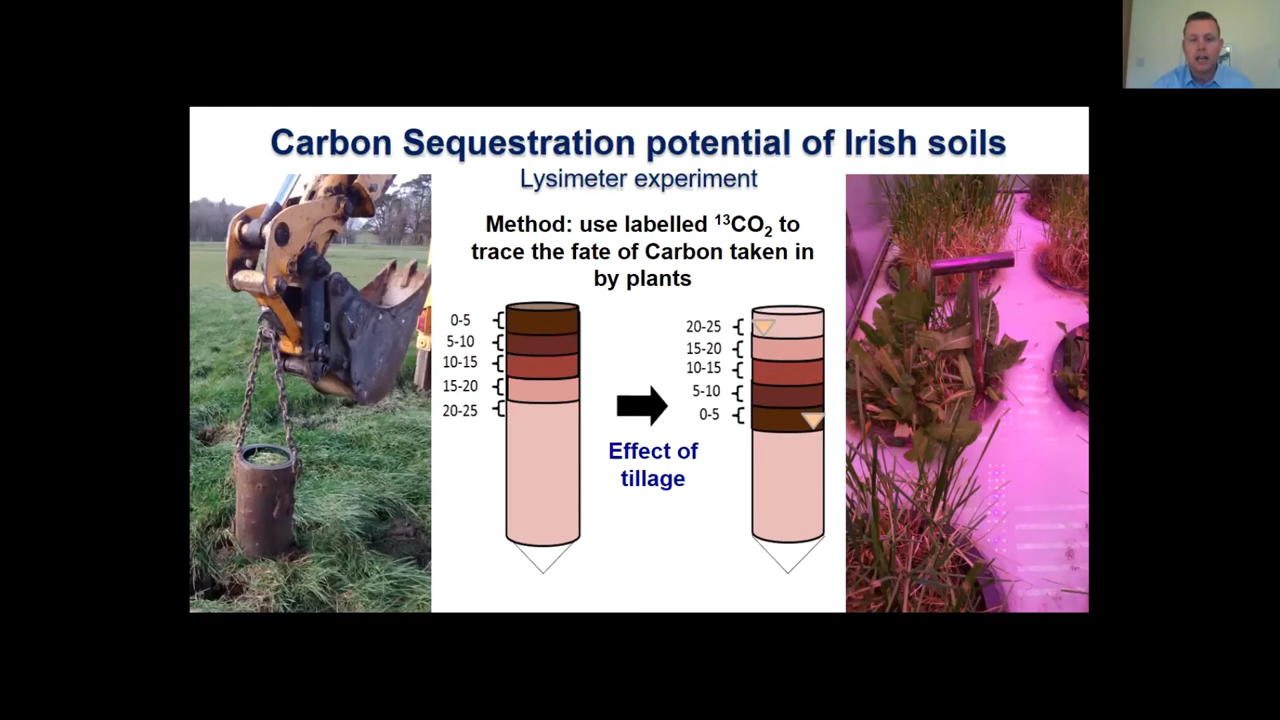 Carbon Sequestration potential of Irish soils
Lysimeter experiment
Method: use labelled ¹³CO₂ to
trace the fate of Carbon taken in
by plants
0-5
5-10
10-15
15-20
20-25
Effect of
tillage
20-25
15-20
10-15
5-10
0-5